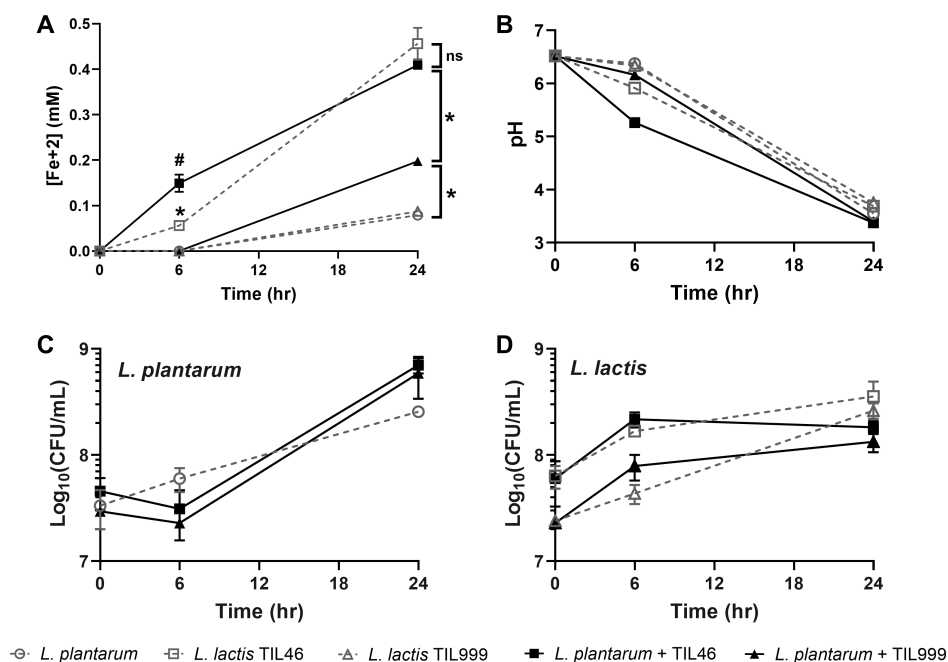 A
[Fe+2] (mM)
0.5
0.4
0.3
0.2
0.1
0.0
#
*
ns
*
*
0 6 12 18 24
Time (hr)
B
pH
7
6
5
4
3
0 6 12 18 24
Time (hr)
C
L. plantarum
Log10(CFU/mL)
9
8
7
0 6 12 18 24
Time (hr)
D
L. lactis
Log10(CFU/mL)
9
8
7
0 6 12 18 24
Time (hr)
L. plantarum L. lactis TIL46 L. lactis TIL999 L. plantarum + TIL46 L. plantarum + TIL999